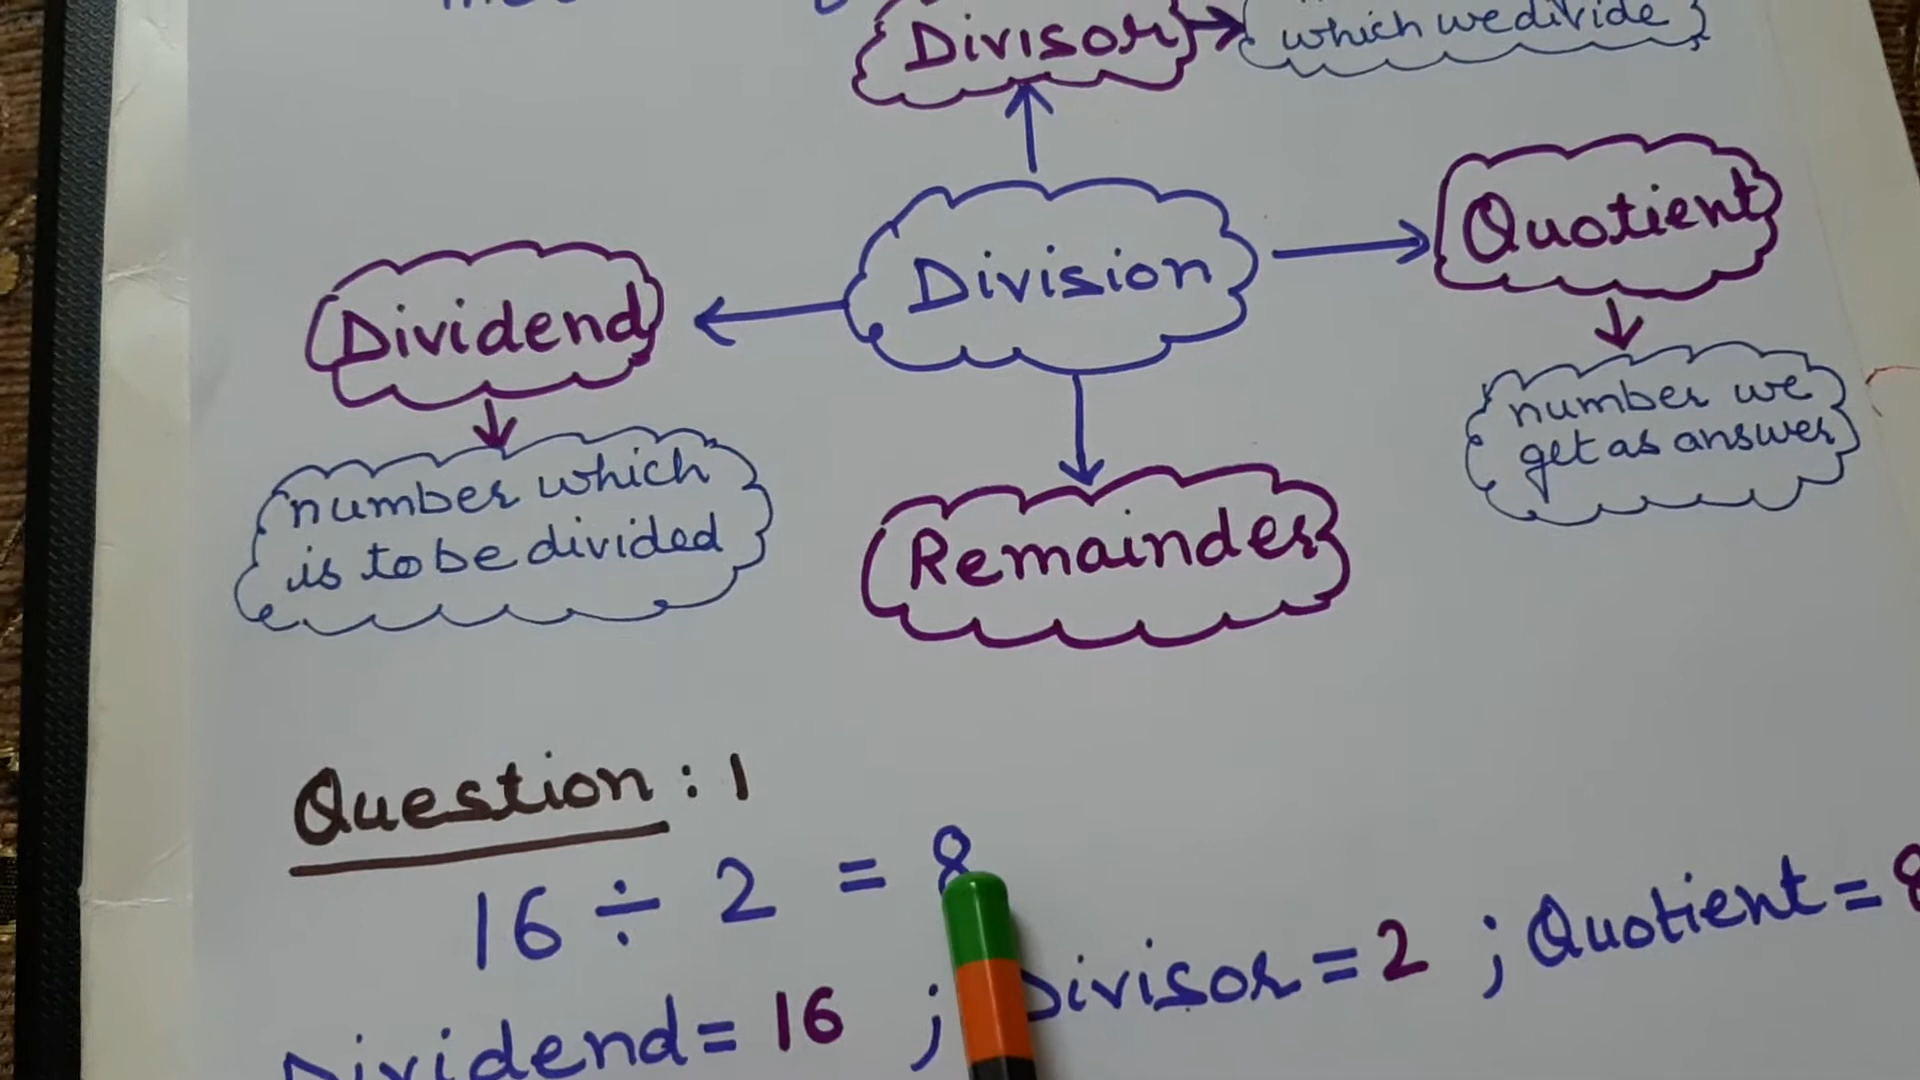 Divisor
which we divide
Division
Quotient
Dividend
number we
get as answer
number which
is to be divided
Remainder
Question : 1
16 ÷ 2 = 8
Dividend = 16 ; Divisor = 2 ; Quotient = 8